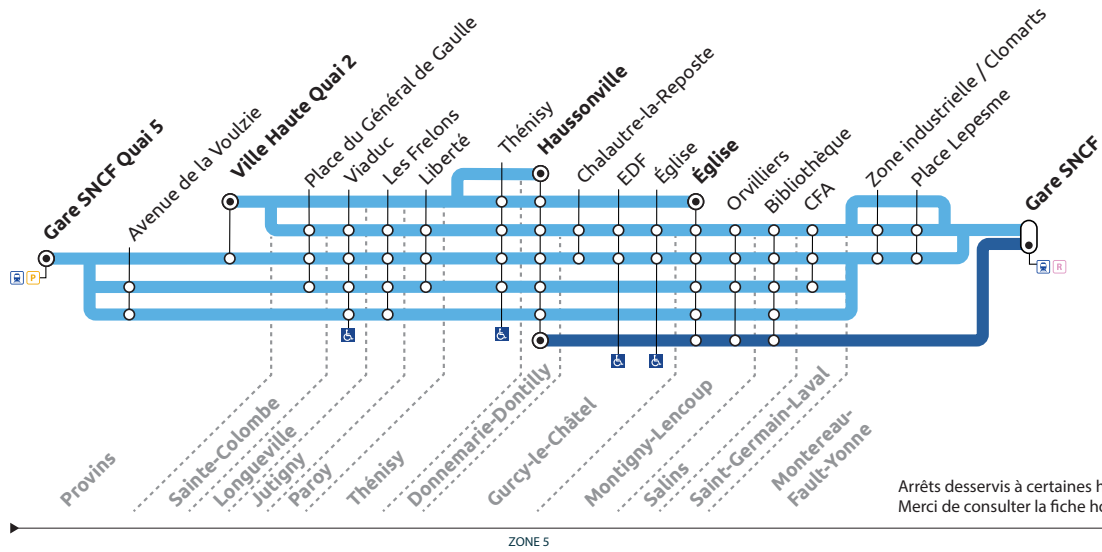 Gare SNCF Quai 5
Avenue de la Voulzie
Ville Haute Quai 2
Place du Général de Gaulle
Viaduc
Les Frelons
Liberté
Thénisy
Haussonville
Chalautre-la-Reposte
EDF
Église
Église
Orvilliers
Bibliothèque
CFA
Zone industrielle / Clomarts
Place Lepesme
Gare SNCF
P
R
Provins
Sainte-Colombe
Longueville
Jutigny
Paroy
Thénisy
Donnemarie-Dontilly
Gurcy-le-Châtel
Montigny-Lencoup
Salins
Saint-Germain-Laval
Montereau-
Fault-Yonne
Arrêts desservis à certaines h
Merci de consulter la fiche ho
ZONE 5